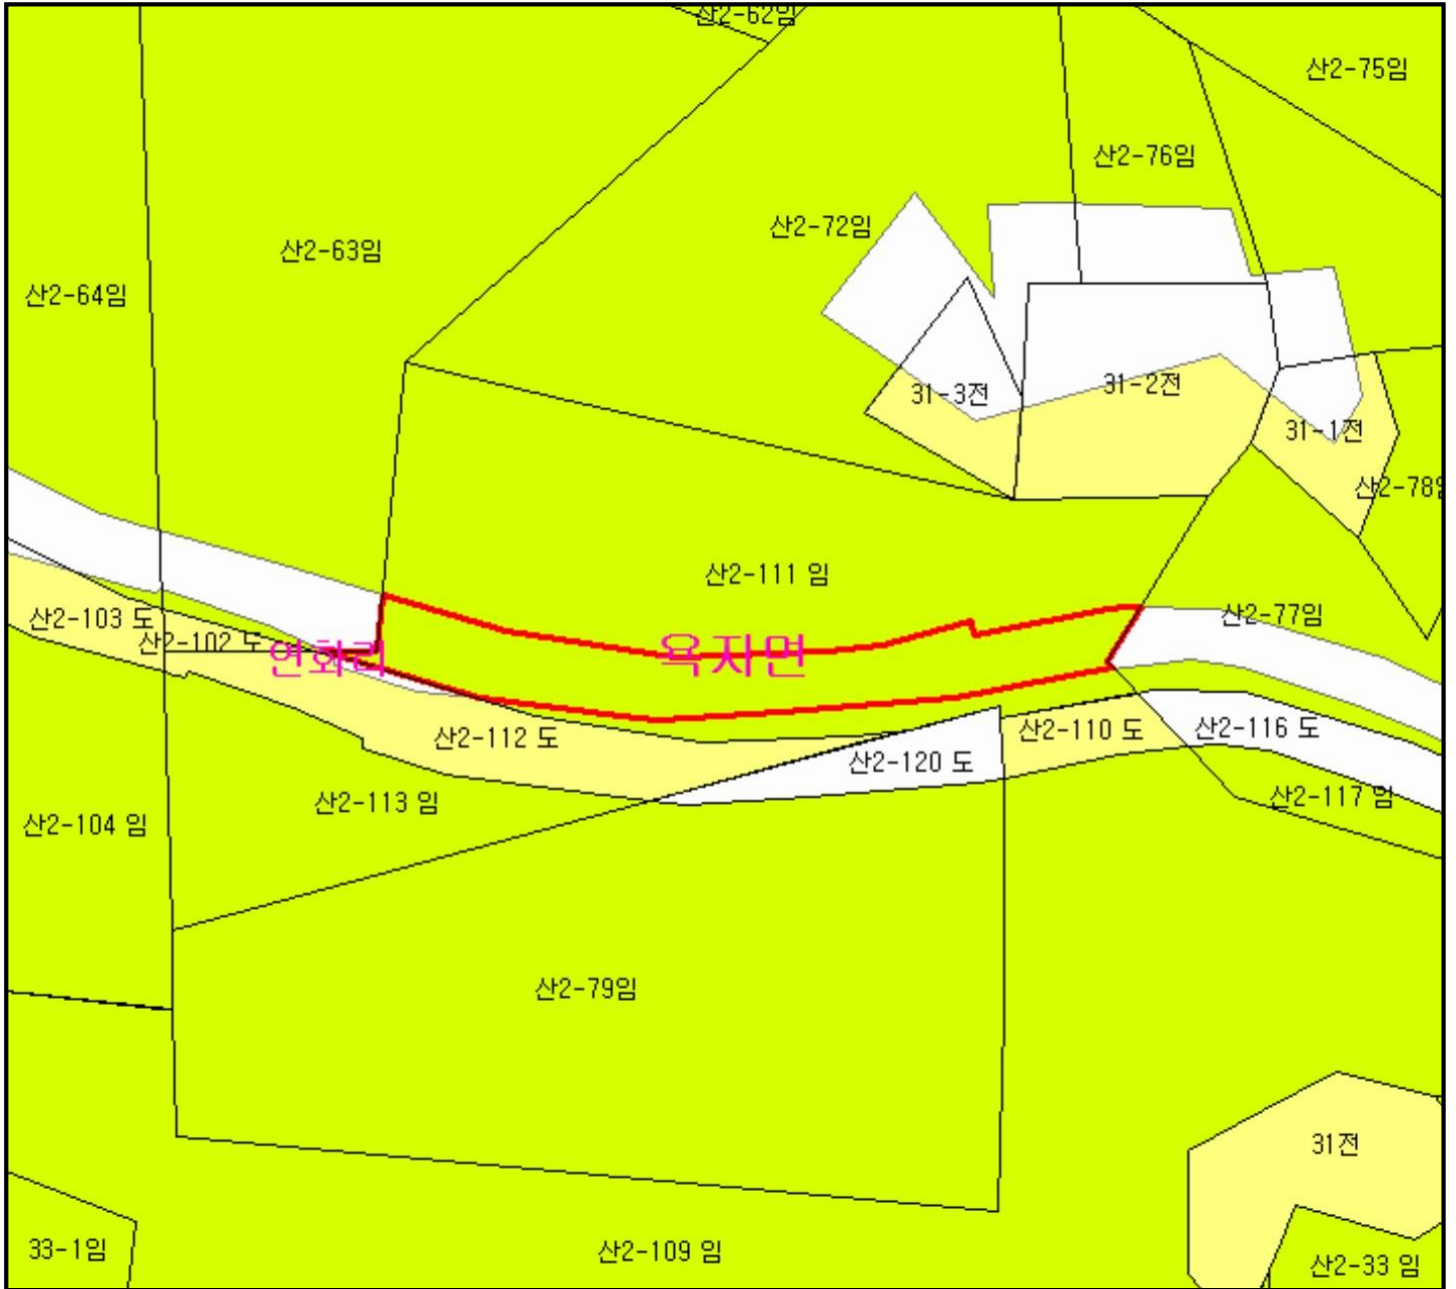 산2-62임
산2-75임
산2-76임
산2-72임
산2-63임
산2-64임
31-2전
31-3전
31-1전
산2-78임
산2-111 임
산2-77임
산2-103 도
산2-102 도
연화리
욕지면
산2-112 도
산2-110 도
산2-116 도
산2-120 도
산2-113 임
산2-117 임
산2-104 임
산2-79임
31전
33-1임
산2-109 임
산2-33 임